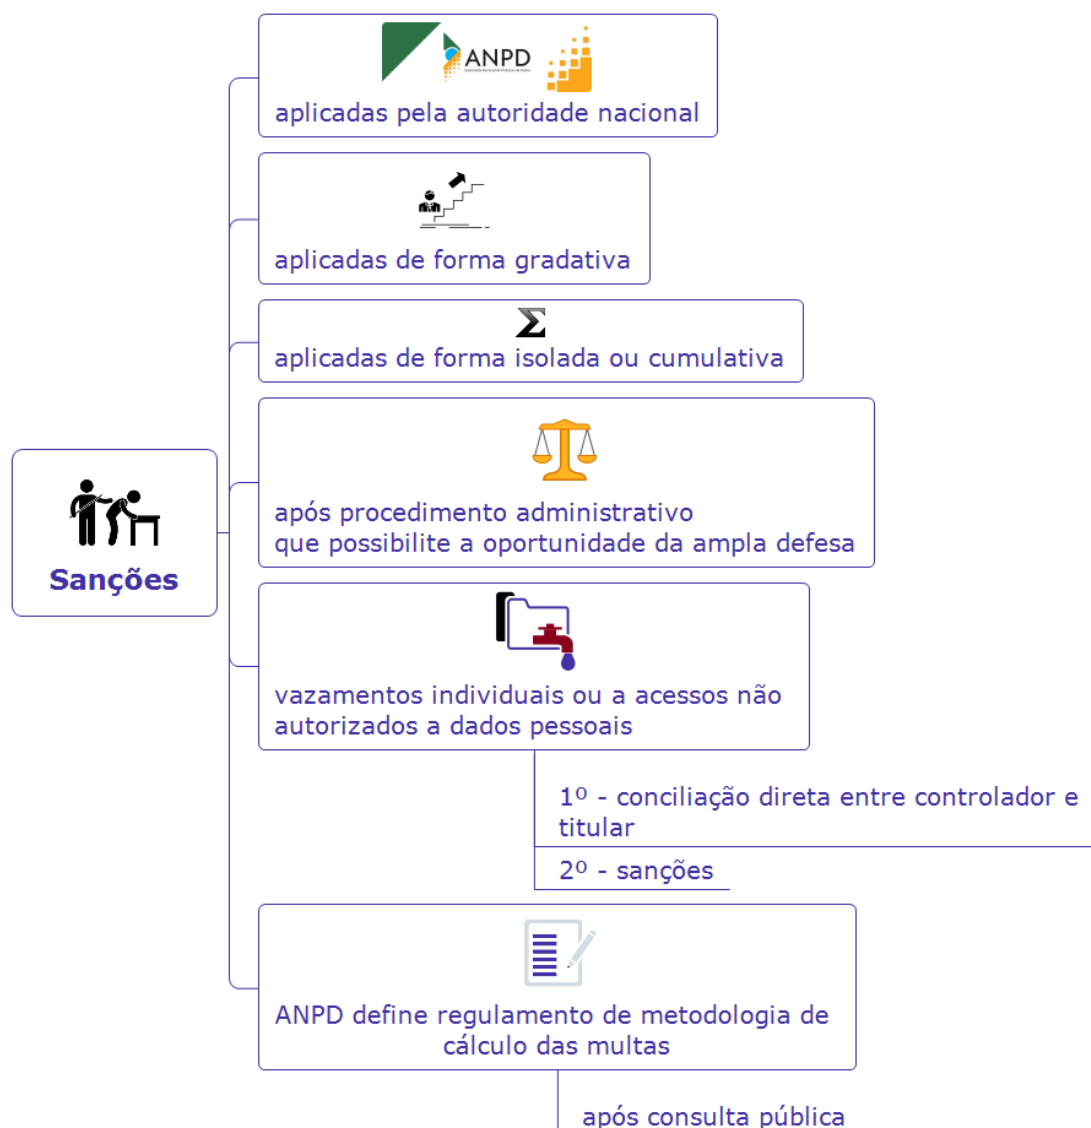 ANPD
aplicadas pela autoridade nacional
aplicadas de forma gradativa
Σ
aplicadas de forma isolada ou cumulativa
após procedimento administrativo
que possibilite a oportunidade da ampla defesa
Sanções
vazamentos individuais ou a acessos não
autorizados a dados pessoais
1º - conciliação direta entre controlador e
titular
2º - sanções
ANPD define regulamento de metodologia de
cálculo das multas
após consulta pública